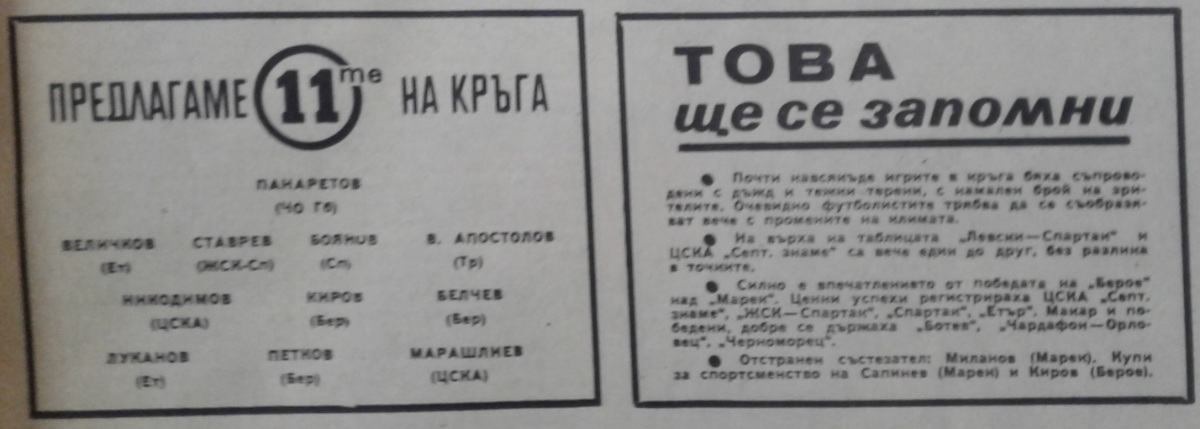 ПРЕДЛАГАМЕ 11те НА КРЪГА
ПАНАРЕТОВ
(ЧО Гб)
ВЕЛИЧКОВ СТАВРЕВ БОЯНОВ В. АПОСТОЛОВ
(Ет) (ЖСК-Сп) (Сп) (Тр)
НИКОДИМОВ КИРОВ БЕЛЧЕВ
(ЦСКА) (Бер) (Бер)
ЛУКАНОВ ПЕТКОВ МАРАШЛИЕВ
(Ет) (Бер) (ЦСКА)
ТОВА
ще се запомни
● Почти навсякъде игрите в кръга бяха съпрово-
дени с дъжд и тежки терени, с намален брой на зри-
телите. Очевидно футболистите трябва да се съобразя-
ват вече с промените на климата.
● На върха на таблицата „Левски—Спартак" и
ЦСКА „Септ. знаме" са вече един до друг, без разлика
в точките.
● Силно е впечатлението от победата на „Берое"
над „Марек". Ценни успехи регистрираха ЦСКА „Септ.
знаме", „ЖСК—Спартак", „Спартак", „Етър". Макар и по-
бедени, добре се държаха „Ботев", „Чардафон—Орло-
вец", „Черноморец".
● Отстранен състезател: Миланов (Марек). Купи
за спортсменство на Сапинев (Марек) и Киров (Берое).